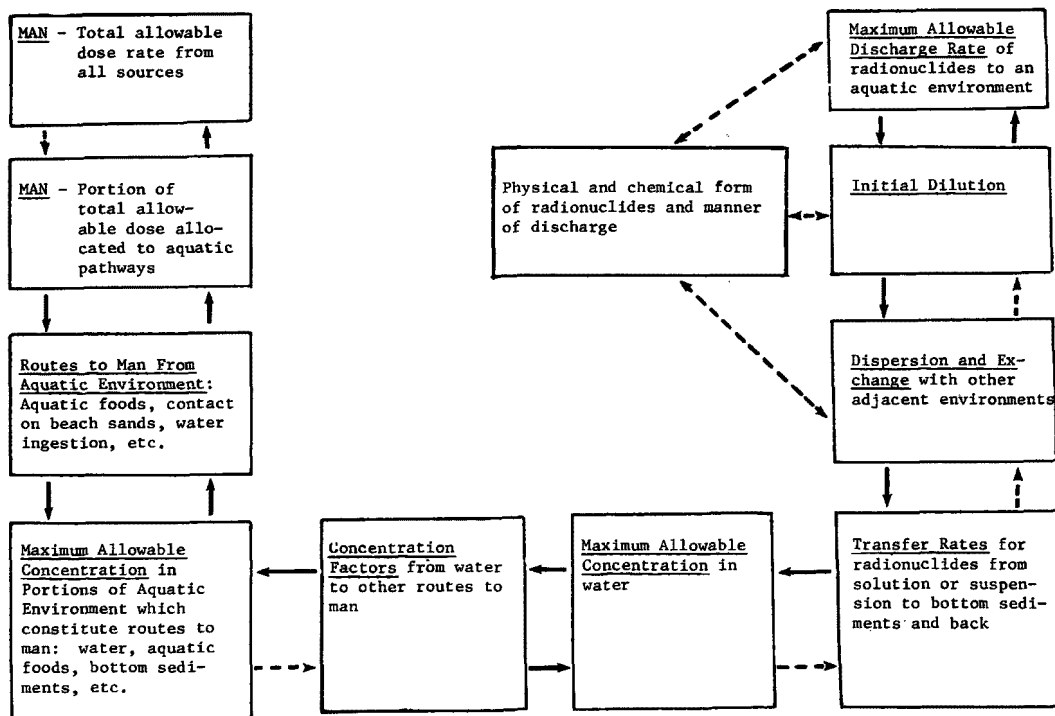 MAN - Total allowable
dose rate from
all sources
MAN - Portion of
total allow-
able dose allo-
cated to aquatic
pathways
Routes to Man From
Aquatic Environment:
Aquatic foods, contact
on beach sands, water
ingestion, etc.
Maximum Allowable
Concentration in
Portions of Aquatic
Environment which
constitute routes to
man: water, aquatic
foods, bottom sedi-
ments, etc.
Concentration
Factors from water
to other routes to
man
Maximum Allowable
Concentration in
water
Transfer Rates for
radionuclides from
solution or suspen-
sion to bottom sedi-
ments and back
Dispersion and Ex-
change with other
adjacent environments
Initial Dilution
Maximum Allowable
Discharge Rate of
radionuclides to an
aquatic environment
Physical and chemical form
of radionuclides and manner
of discharge